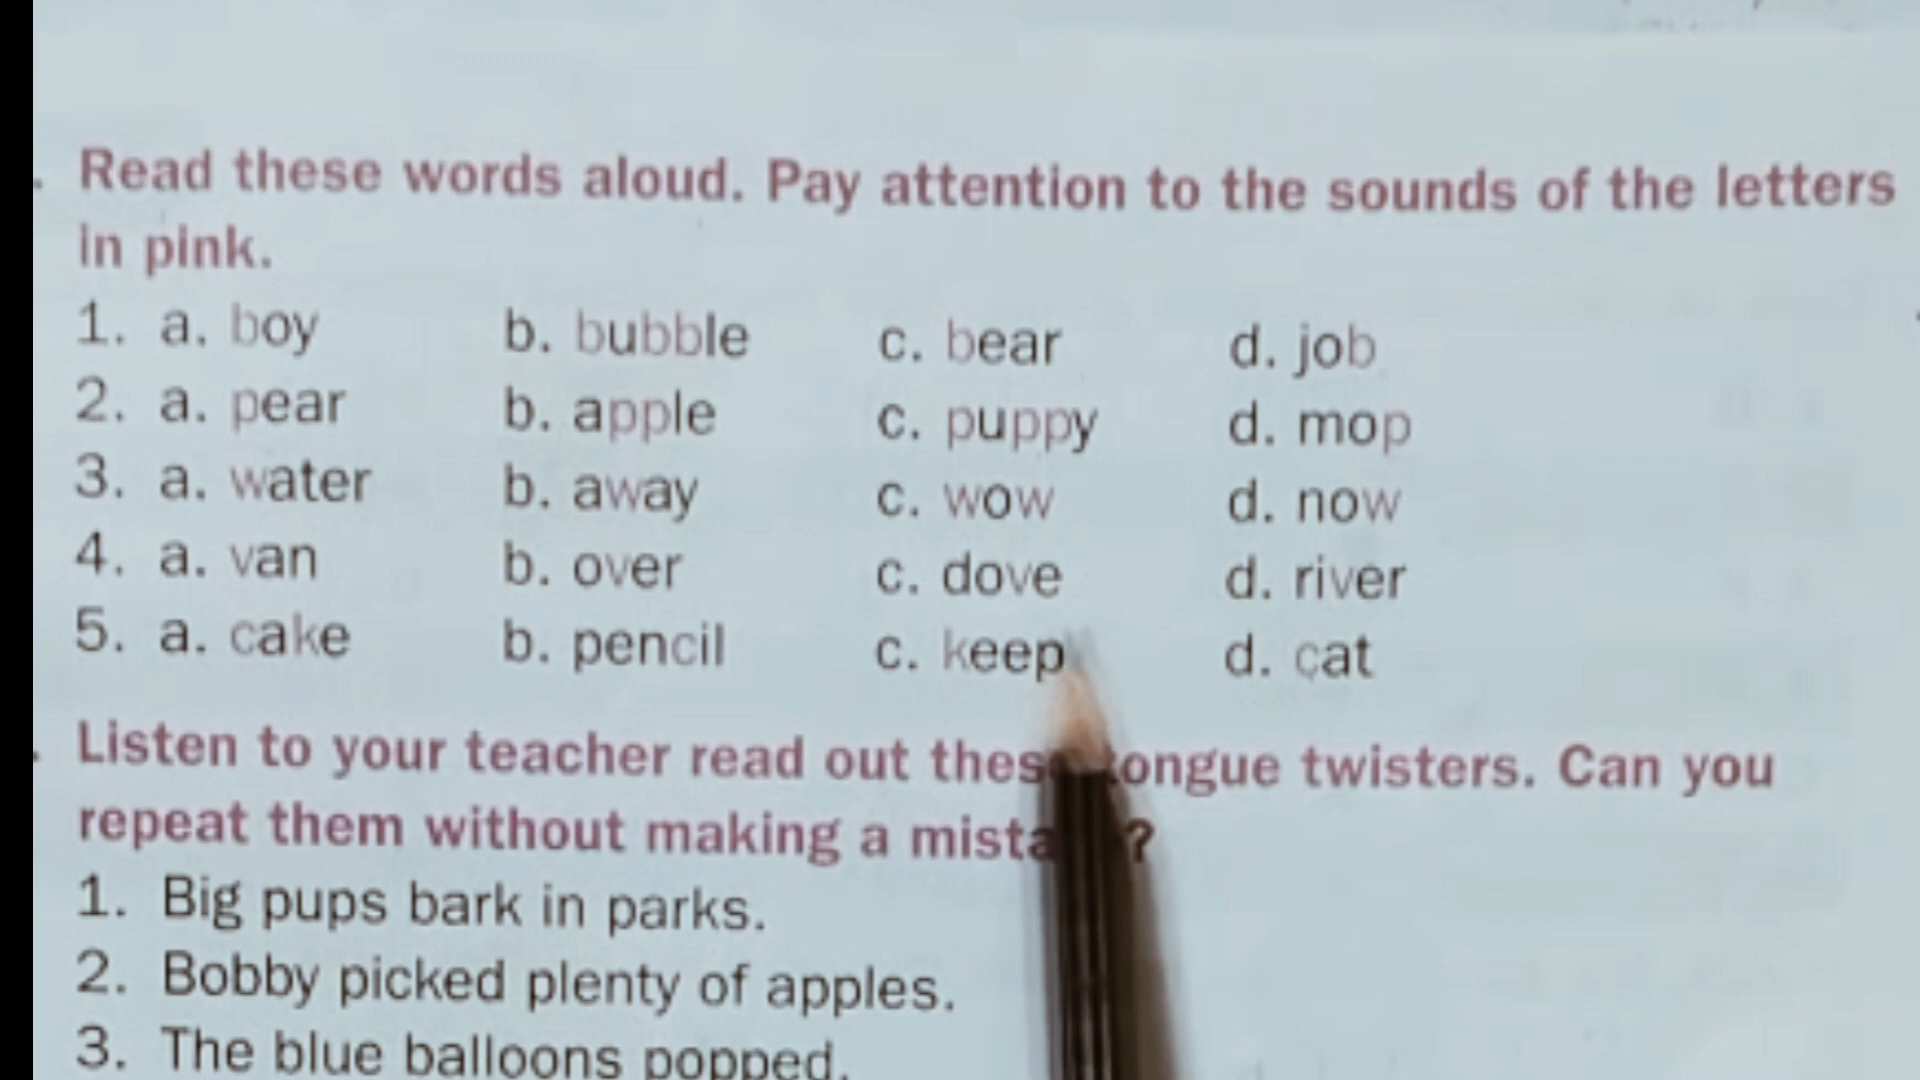 Read these words aloud. Pay attention to the sounds of the letters
in pink.
1. a. boy b. bubble c. bear d. job
2. a. pear b. apple c. puppy d. mop
3. a. water b. away c. wow d. now
4. a. van b. over c. dove d. river
5. a. cake b. pencil c. keep d. cat
Listen to your teacher read out these tongue twisters. Can you
repeat them without making a ?
1. Big pups bark in parks.
2. Bobby picked plenty of apples.
3. The blue balloons popped.